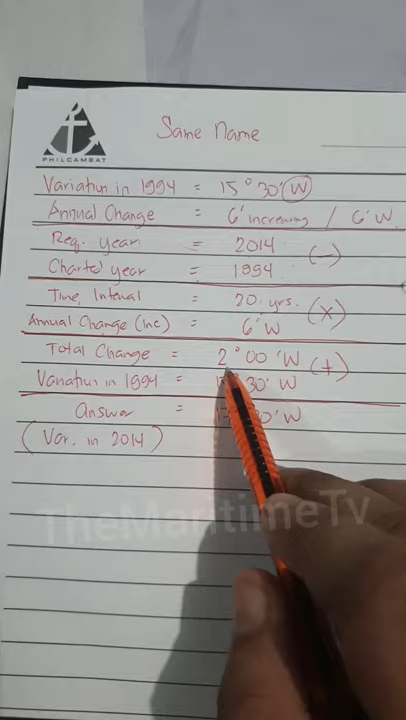 PHILCAMBAT
Same Name
Variation in 1994 = 15° 30' W
Annual Change = 6' increasing / 6' W
Req. year = 2014 (-)
Charted year = 1994
Time Interval = 20 yrs. (x)
Annual Change (inc) = 6' W
Total Change = 2° 00' W (+)
Variation in 1994 = 30' W
Answer = 30' W
(Var. in 2014)
TheMaritimeTv